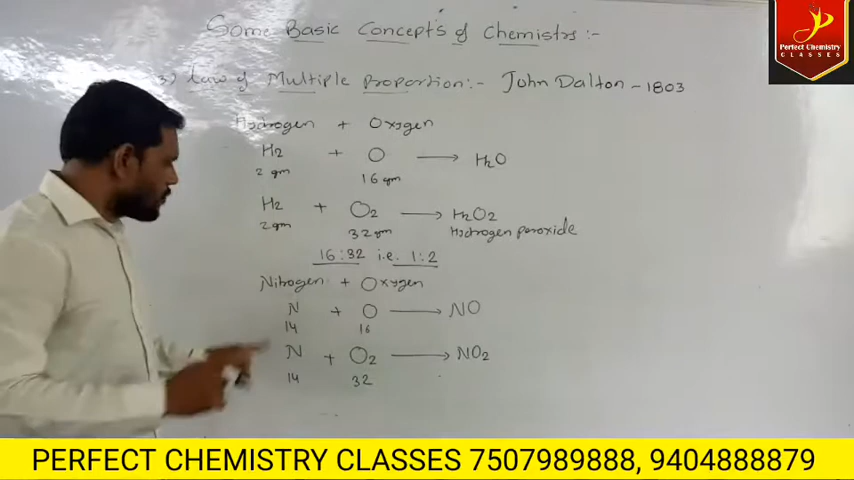 Some Basic Concepts of Chemistry :-
3) Law of Multiple Proportion:- John Dalton - 1803
Hydrogen + Oxygen
H2 + O → H2O
2 gm 16 gm
H2 + O2 → H2O2
2gm 32 gm Hydrogen peroxide
16:32 i.e. 1:2
Nitrogen + Oxygen
N + O → NO
14 16
N + O2 → NO2
14 32
Perfect Chemistry
CLASSES
PERFECT CHEMISTRY CLASSES 7507989888, 9404888879